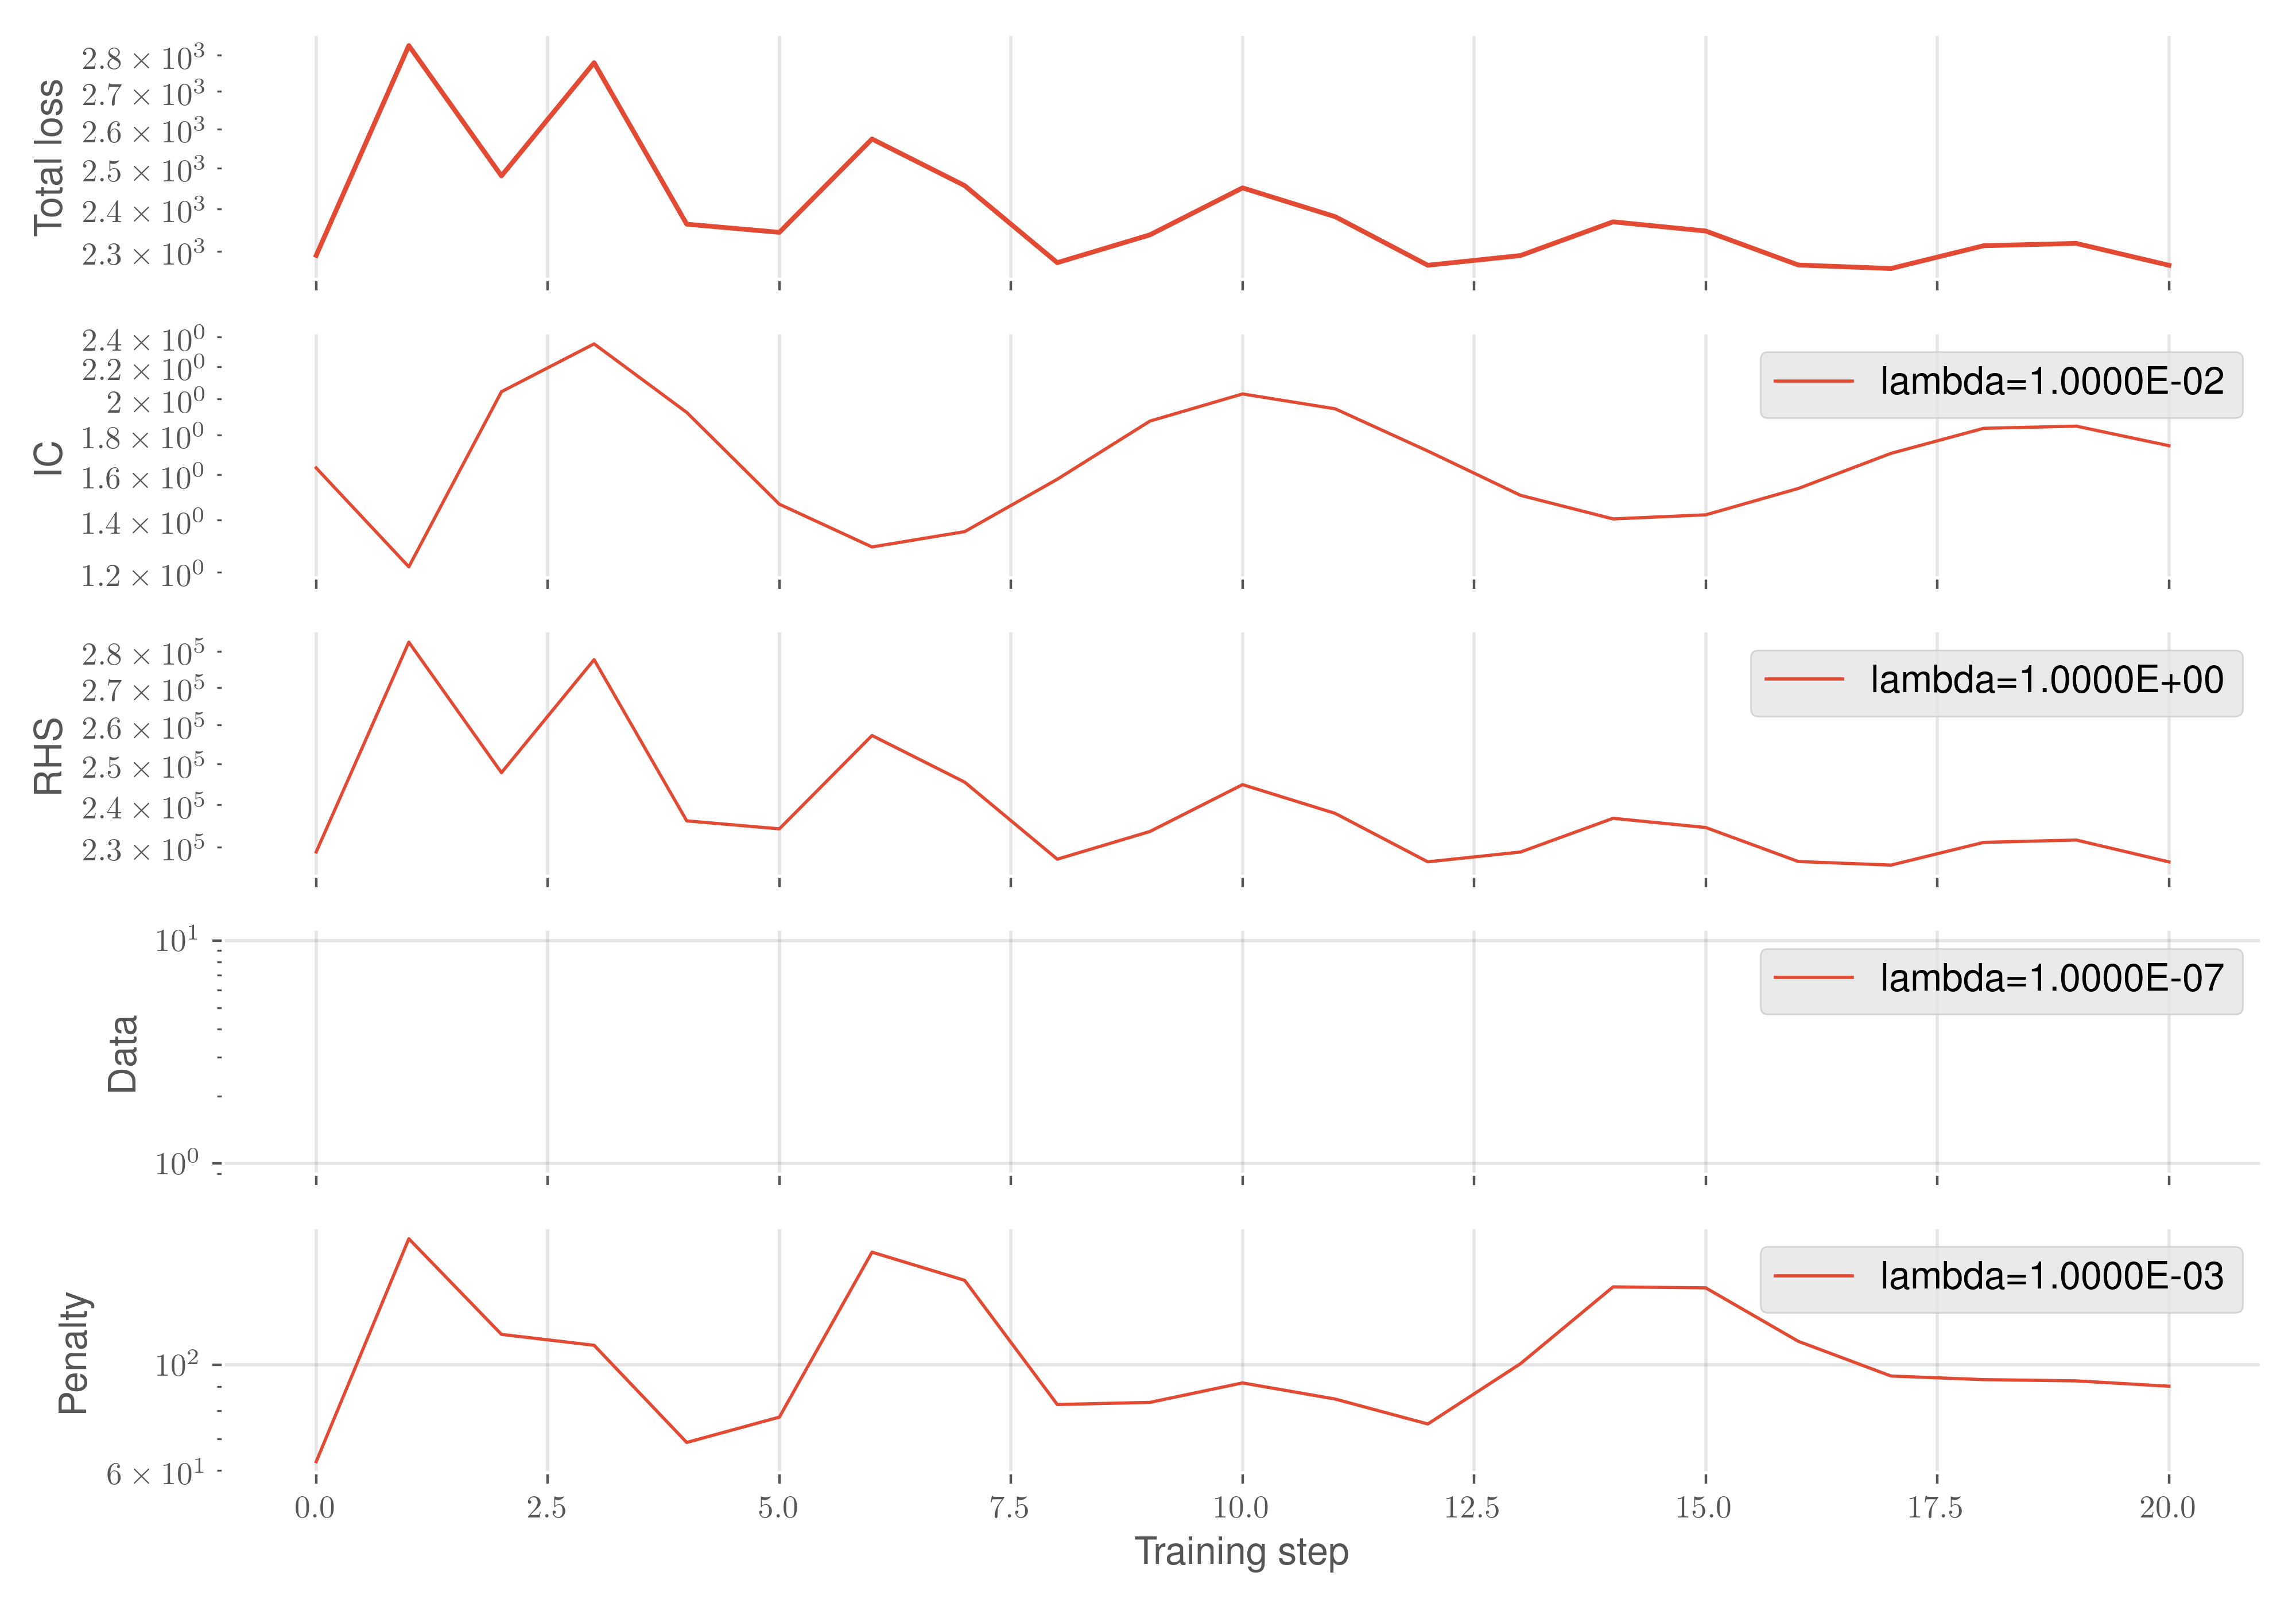 Total loss
2.8 × 10³
2.7 × 10³
2.6 × 10³
2.5 × 10³
2.4 × 10³
2.3 × 10³
IC
2.4 × 10⁰
2.2 × 10⁰
2 × 10⁰
1.8 × 10⁰
1.6 × 10⁰
1.4 × 10⁰
1.2 × 10⁰
lambda=1.0000E-02
RHS
2.8 × 10⁵
2.7 × 10⁵
2.6 × 10⁵
2.5 × 10⁵
2.4 × 10⁵
2.3 × 10⁵
lambda=1.0000E+00
Data
10¹
10⁰
lambda=1.0000E-07
Penalty
10²
6 × 10¹
lambda=1.0000E-03
0.0 2.5 5.0 7.5 10.0 12.5 15.0 17.5 20.0
Training step